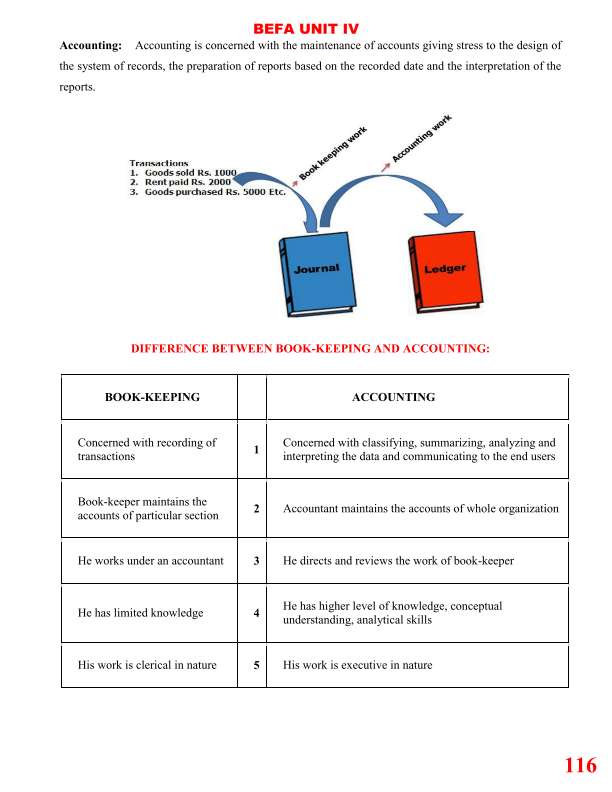 BEFA UNIT IV
Accounting: Accounting is concerned with the maintenance of accounts giving stress to the design of
the system of records, the preparation of reports based on the recorded date and the interpretation of the
reports.
Book keeping work
Accounting work
Transactions
1. Goods sold Rs. 1000
2. Rent paid Rs. 2000
3. Goods purchased Rs. 5000 Etc.
Journal
Ledger
DIFFERENCE BETWEEN BOOK-KEEPING AND ACCOUNTING:
BOOK-KEEPING
ACCOUNTING
Concerned with recording of
transactions
1
Concerned with classifying, summarizing, analyzing and
interpreting the data and communicating to the end users
Book-keeper maintains the
accounts of particular section
2
Accountant maintains the accounts of whole organization
He works under an accountant
3
He directs and reviews the work of book-keeper
He has limited knowledge
4
He has higher level of knowledge, conceptual
understanding, analytical skills
His work is clerical in nature
5
His work is executive in nature
116